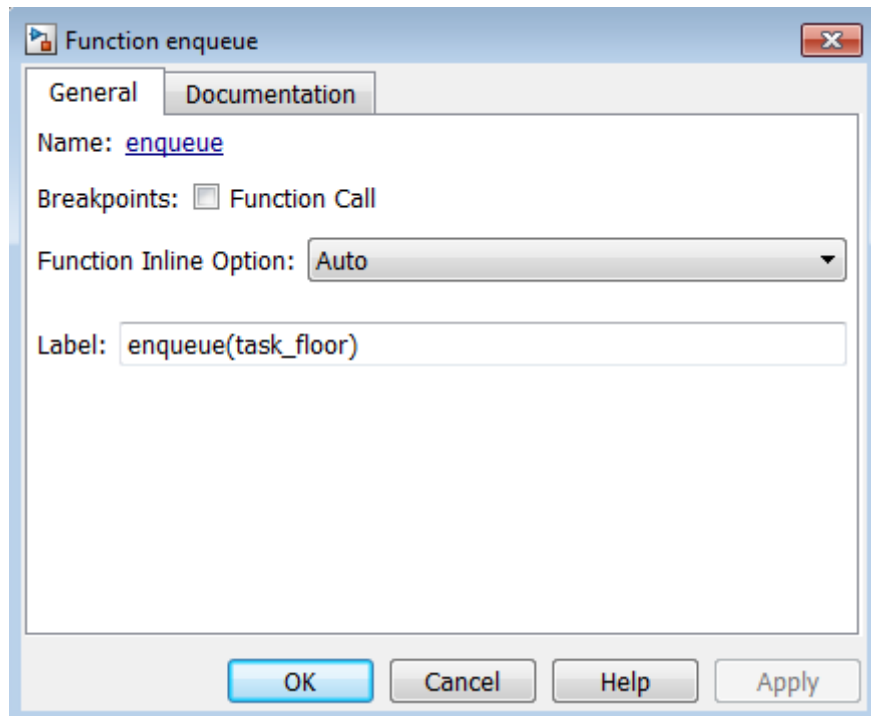 Function enqueue
General Documentation
Name: enqueue
Breakpoints: Function Call
Function Inline Option: Auto
Label: enqueue(task_floor)
OK Cancel Help Apply